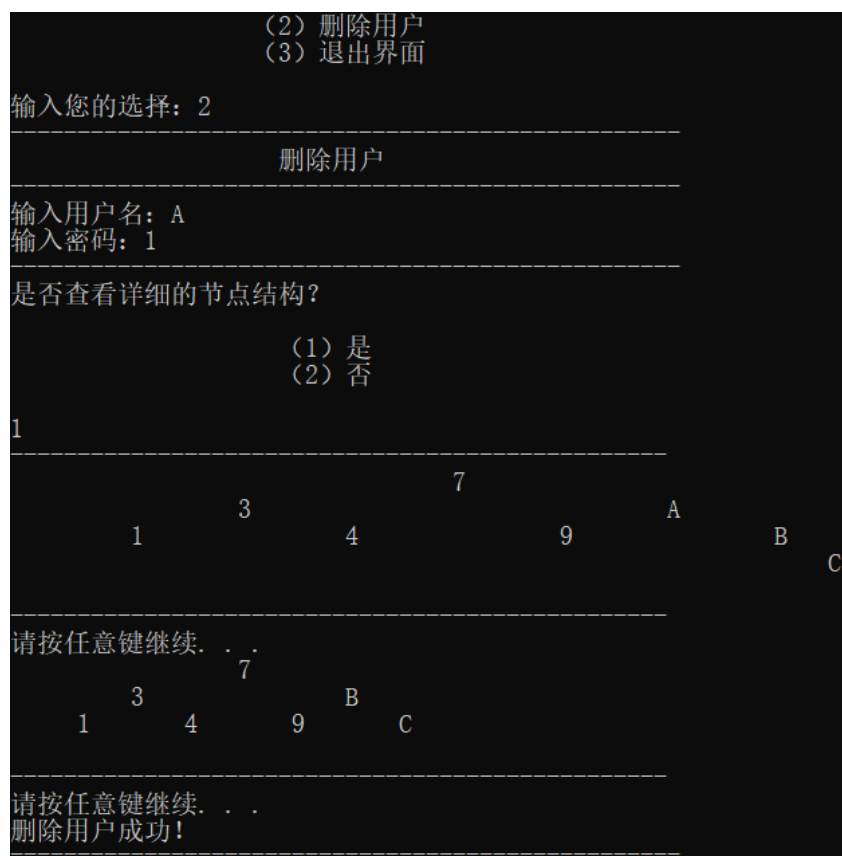 （2）删除用户
（3）退出界面
输入您的选择：2
删除用户
输入用户名：A
输入密码：1
是否查看详细的节点结构？
（1）是
（2）否
1
7
3 A
1 4 9 B
C
请按任意键继续. . .
7
3 B
1 4 9 C
请按任意键继续. . .
删除用户成功！